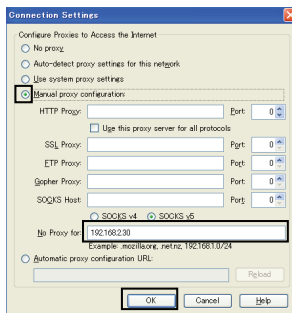 Connection Settings
Configure Proxies to Access the Internet
No proxy
Auto-detect proxy settings for this network
Use system proxy settings
Manual proxy configuration:
HTTP Proxy: Port: 0
Use this proxy server for all protocols
SSL Proxy: Port: 0
FTP Proxy: Port: 0
Gopher Proxy: Port: 0
SOCKS Host: Port: 0
SOCKS v4 SOCKS v5
No Proxy for: 192.168.2.30
Example: .mozilla.org, .net.nz, 192.168.1.0/24
Automatic proxy configuration URL:
Reload
OK Cancel Help